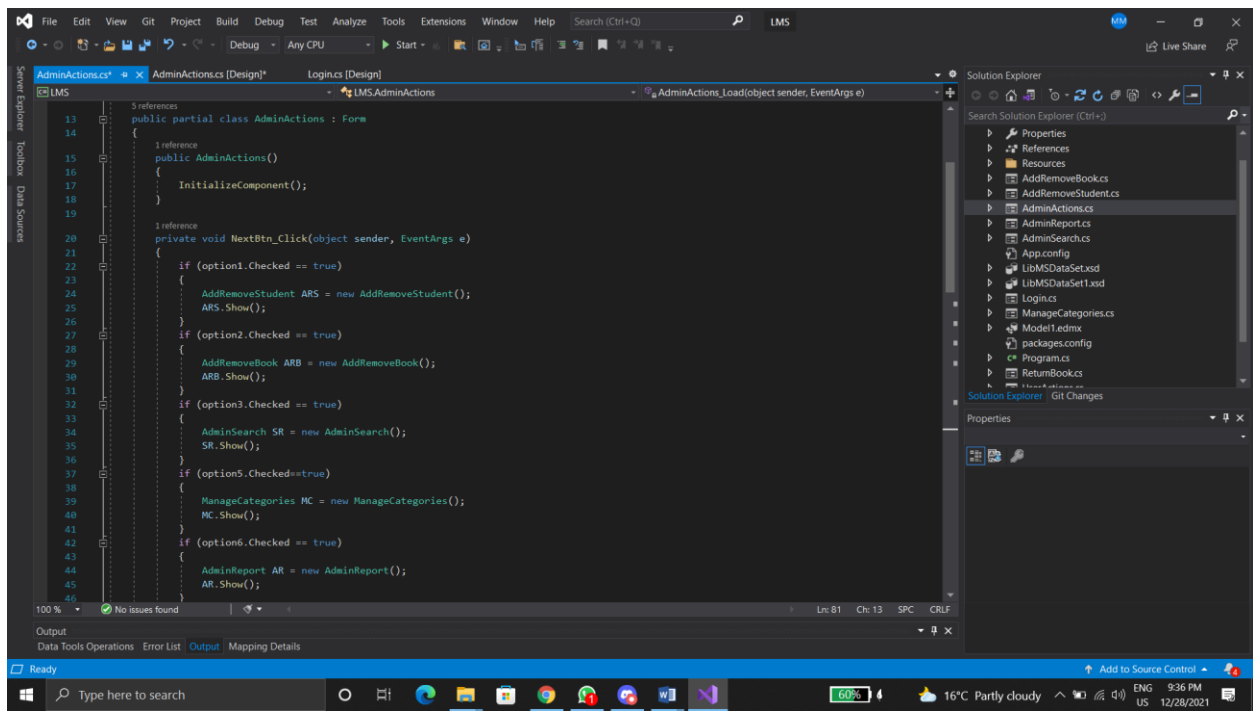 File Edit View Git Project Build Debug Test Analyze Tools Extensions Window Help Search (Ctrl+Q) LMS MM
Debug Any CPU Start Live Share
Server Explorer
Toolbox
Data Sources
AdminActions.cs* AdminActions.cs [Design]* Login.cs [Design]
LMS LMS.AdminActions AdminActions_Load(object sender, EventArgs e)
5 references
13 public partial class AdminActions : Form
14 {
1 reference
15 public AdminActions()
16 {
17 InitializeComponent();
18 }
19
1 reference
20 private void NextBtn_Click(object sender, EventArgs e)
21 {
22 if (option1.Checked == true)
23 {
24 AddRemoveStudent ARS = new AddRemoveStudent();
25 ARS.Show();
26 }
27 if (option2.Checked == true)
28 {
29 AddRemoveBook ARB = new AddRemoveBook();
30 ARB.Show();
31 }
32 if (option3.Checked == true)
33 {
34 AdminSearch SR = new AdminSearch();
35 SR.Show();
36 }
37 if (option5.Checked==true)
38 {
39 ManageCategories MC = new ManageCategories();
40 MC.Show();
41 }
42 if (option6.Checked == true)
43 {
44 AdminReport AR = new AdminReport();
45 AR.Show();
46 }
100 % No issues found Ln: 81 Ch: 13 SPC CRLF
Output
Data Tools Operations Error List Output Mapping Details
Solution Explorer
Search Solution Explorer (Ctrl+;)
Properties
References
Resources
AddRemoveBook.cs
AddRemoveStudent.cs
AdminActions.cs
AdminReport.cs
AdminSearch.cs
App.config
LibMSDataSet.xsd
LibMSDataSet1.xsd
Login.cs
ManageCategories.cs
Model1.edmx
packages.config
Program.cs
ReturnBook.cs
Solution Explorer Git Changes
Properties
Ready Add to Source Control 4
Type here to search 60% 16°C Partly cloudy ENG 9:36 PM
US 12/28/2021